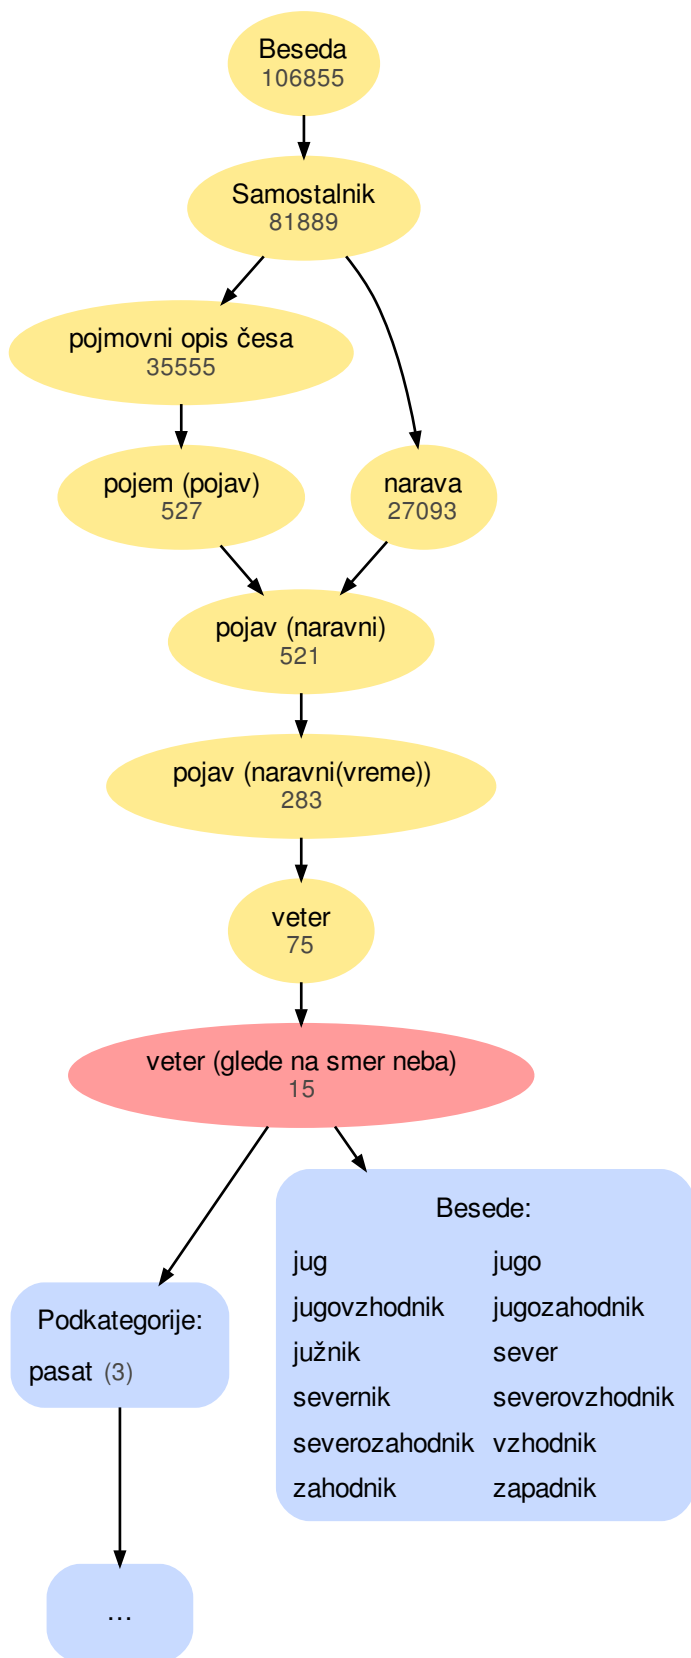 Beseda
106855
Samostalnik
81889
pojmovni opis česa
35555
pojem (pojav)
527
narava
27093
pojav (naravni)
521
pojav (naravni(vreme))
283
veter
75
veter (glede na smer neba)
15
Besede:
jug jugo
jugovzhodnik jugozahodnik
južnik sever
severnik severovzhodnik
severozahodnik vzhodnik
zahodnik zapadnik
Podkategorije:
pasat (3)
...